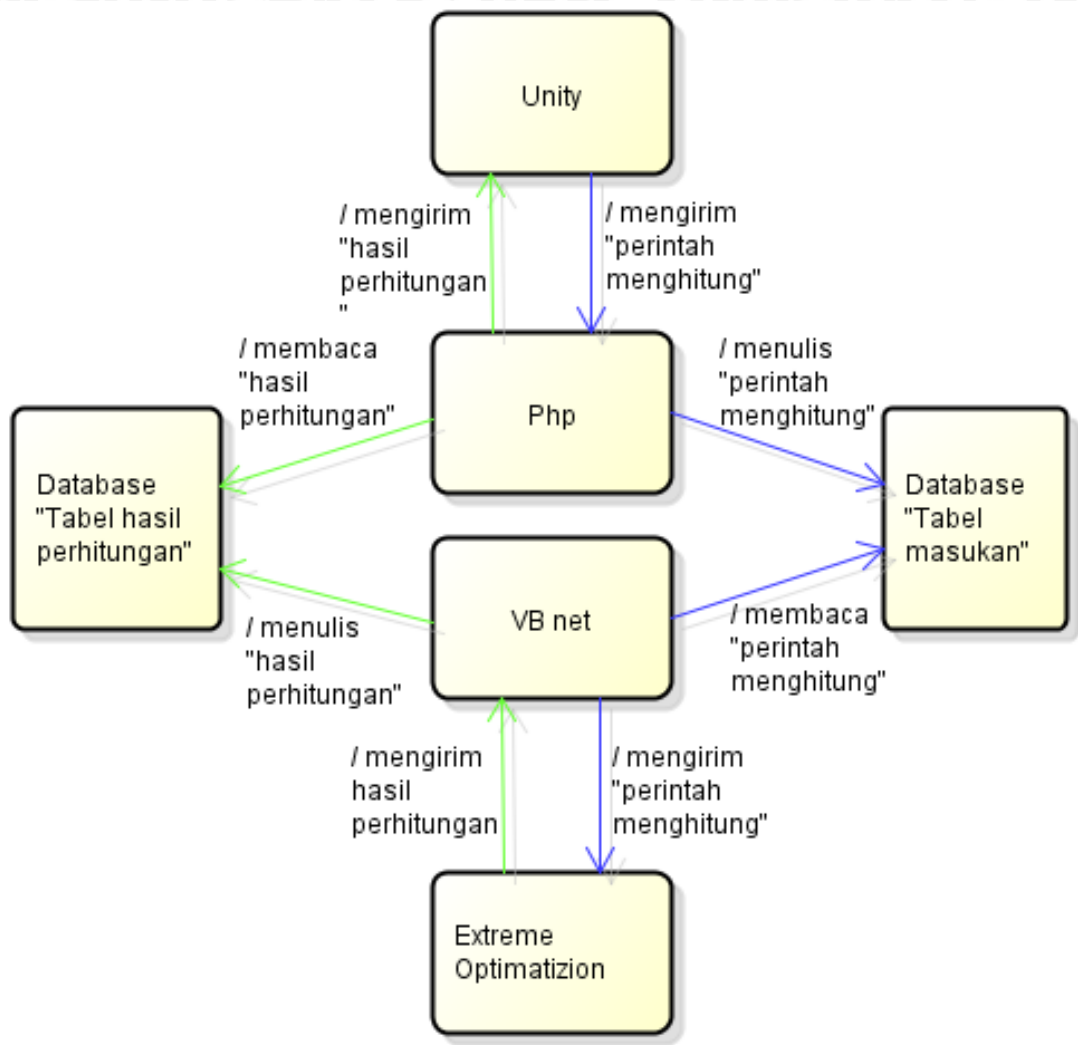 Unity
/ mengirim
"hasil
perhitungan
"
/ mengirim
"perintah
menghitung"
/ membaca
"hasil
perhitungan"
Php
/ menulis
"perintah
menghitung"
Database
"Tabel hasil
perhitungan"
Database
"Tabel
masukan"
VB net
/ menulis
"hasil
perhitungan"
/ membaca
"perintah
menghitung"
/ mengirim
hasil
perhitungan
/ mengirim
"perintah
menghitung"
Extreme
Optimatizion